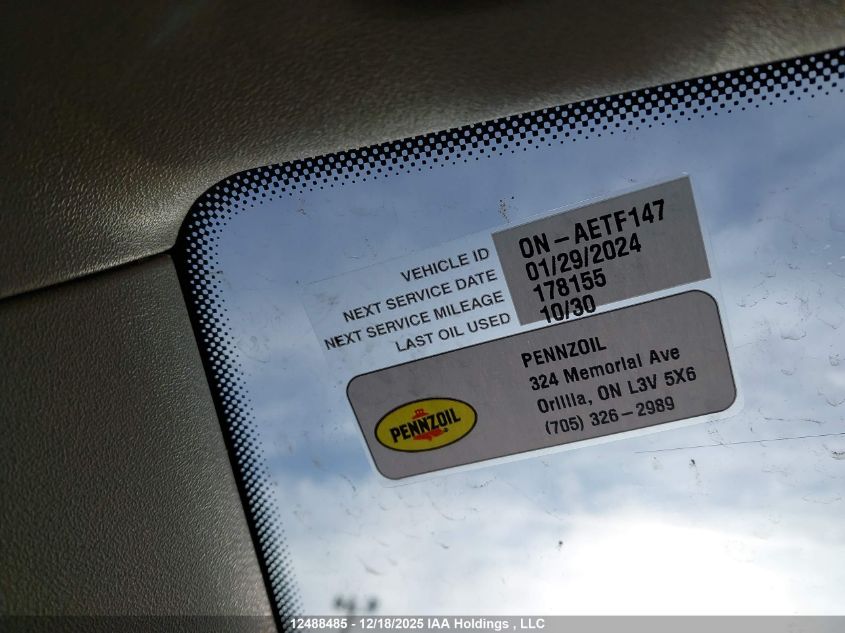 VEHICLE ID ON-AETF147
NEXT SERVICE DATE 01/29/2024
NEXT SERVICE MILEAGE 178155
LAST OIL USED 10/30
PENNZOIL
324 Memorial Ave
Orillia, ON L3V 5X6
(705) 326-2989
PENNZOIL
12488485 - 12/18/2025 IAA Holdings , LLC